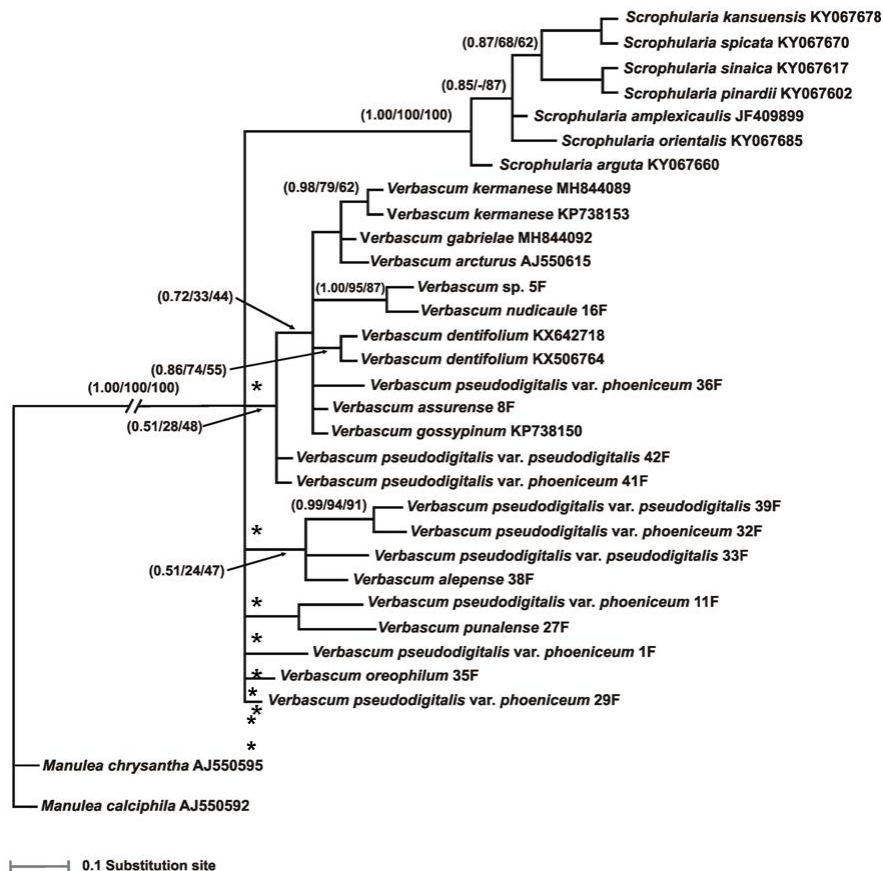 Scrophularia kansuensis KY067678
(0.87/68/62)
Scrophularia spicata KY067670
Scrophularia sinaica KY067617
(0.85/-/87)
Scrophularia pinardii KY067602
(1.00/100/100)
Scrophularia amplexicaulis JF409899
Scrophularia orientalis KY067685
Scrophularia arguta KY067660
(0.98/79/62)
Verbascum kermanese MH844089
Verbascum kermanese KP738153
Verbascum gabrielae MH844092
Verbascum arcturus AJ550615
(1.00/95/87)
Verbascum sp. 5F
(0.72/33/44)
Verbascum nudicaule 16F
Verbascum dentifolium KX642718
Verbascum dentifolium KX506764
(0.86/74/55)
(1.00/100/100)
*
Verbascum pseudodigitalis var. phoeniceum 36F
Verbascum assurense 8F
(0.51/28/48)
Verbascum gossypinum KP738150
Verbascum pseudodigitalis var. pseudodigitalis 42F
Verbascum pseudodigitalis var. phoeniceum 41F
(0.99/94/91)
Verbascum pseudodigitalis var. pseudodigitalis 39F
*
Verbascum pseudodigitalis var. phoeniceum 32F
Verbascum pseudodigitalis var. pseudodigitalis 33F
(0.51/24/47)
Verbascum alepense 38F
*
Verbascum pseudodigitalis var. phoeniceum 11F
Verbascum punalense 27F
*
Verbascum pseudodigitalis var. phoeniceum 1F
*
Verbascum oreophilum 35F
*
Verbascum pseudodigitalis var. phoeniceum 29F
*
*
*
Manulea chrysantha AJ550595
Manulea calciphila AJ550592
0.1 Substitution site